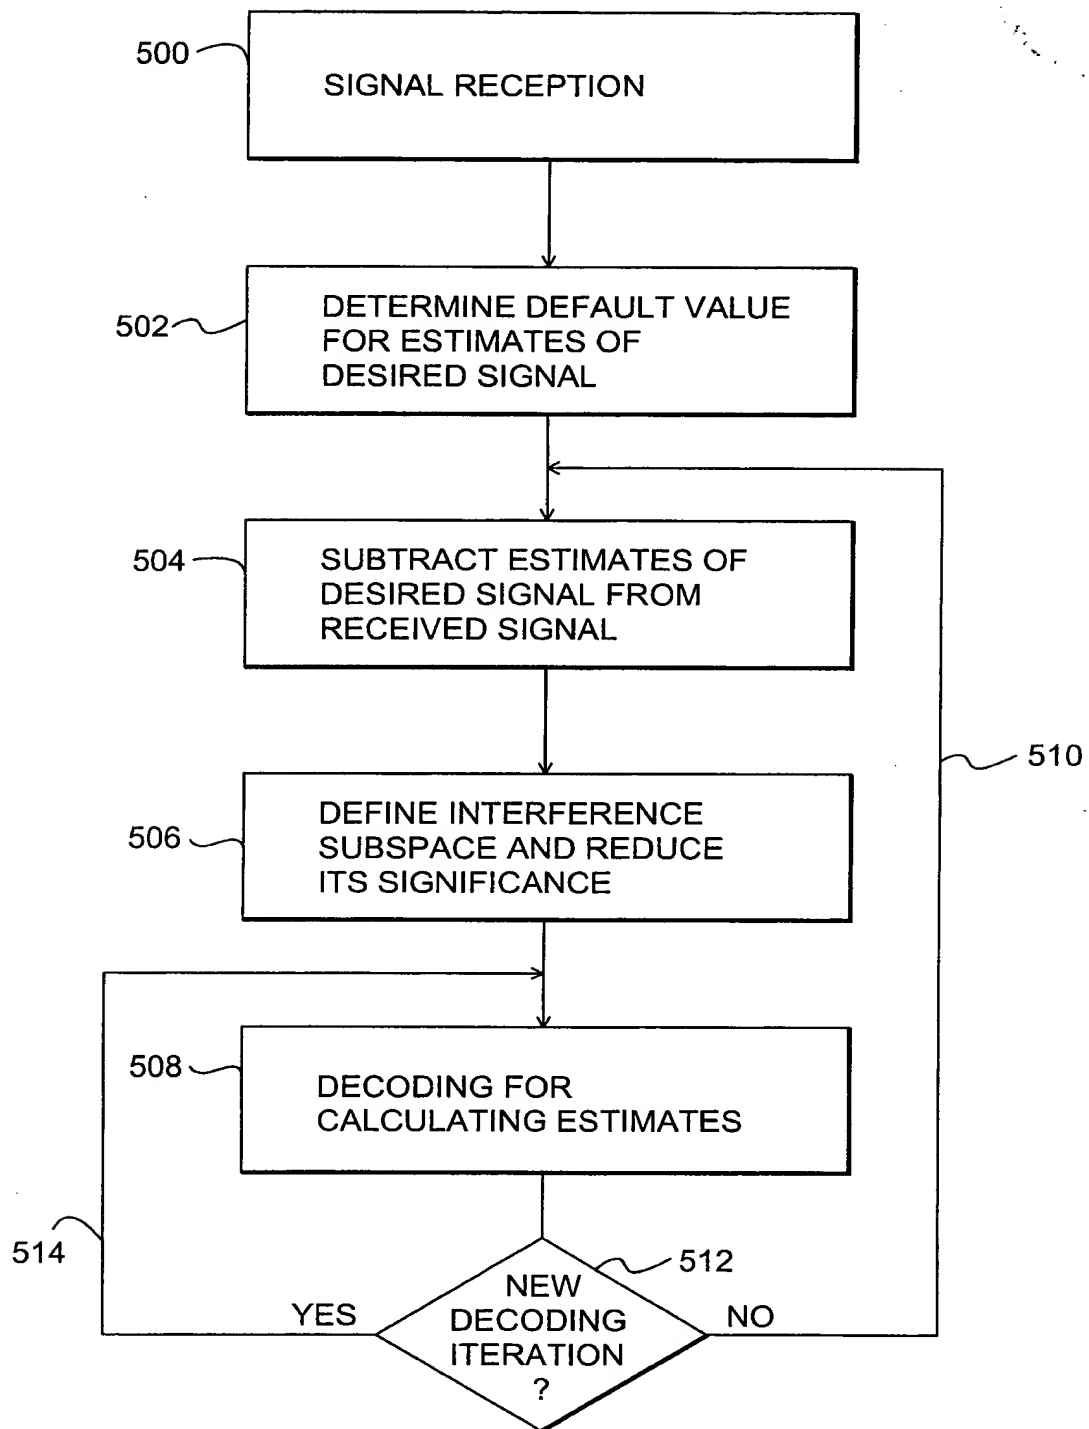 500
SIGNAL RECEPTION
502
DETERMINE DEFAULT VALUE
FOR ESTIMATES OF
DESIRED SIGNAL
504
SUBTRACT ESTIMATES OF
DESIRED SIGNAL FROM
RECEIVED SIGNAL
510
506
DEFINE INTERFERENCE
SUBSPACE AND REDUCE
ITS SIGNIFICANCE
508
DECODING FOR
CALCULATING ESTIMATES
514
512
YES
NEW
DECODING
ITERATION
?
NO